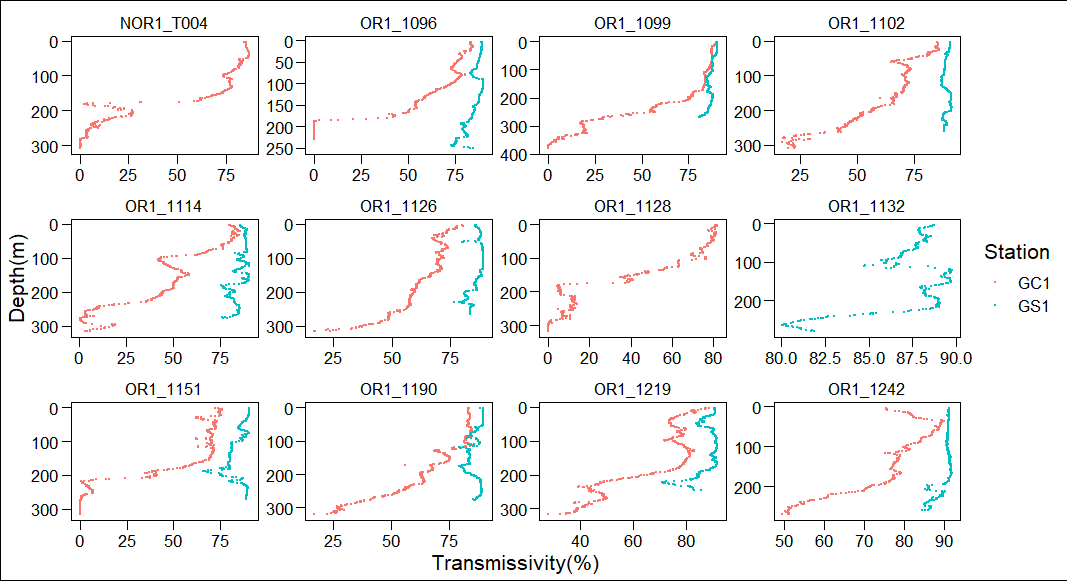 NOR1_T004 OR1_1096 OR1_1099 OR1_1102
0 100 200 300
0 50 100 150 200 250
0 100 200 300 400
0 100 200 300
0 25 50 75
0 25 50 75
0 25 50 75
25 50 75
OR1_1114 OR1_1126 OR1_1128 OR1_1132
0 100 200 300
0 100 200 300
0 100 200 300
0 100 200
0 25 50 75
25 50 75
0 20 40 60 80
80.0 82.5 85.0 87.5 90.0
OR1_1151 OR1_1190 OR1_1219 OR1_1242
0 100 200 300
0 100 200 300
0 100 200 300
0 100 200
0 25 50 75
25 50 75
40 60 80
50 60 70 80 90
Depth(m)
Transmissivity(%)
Station
GC1
GS1